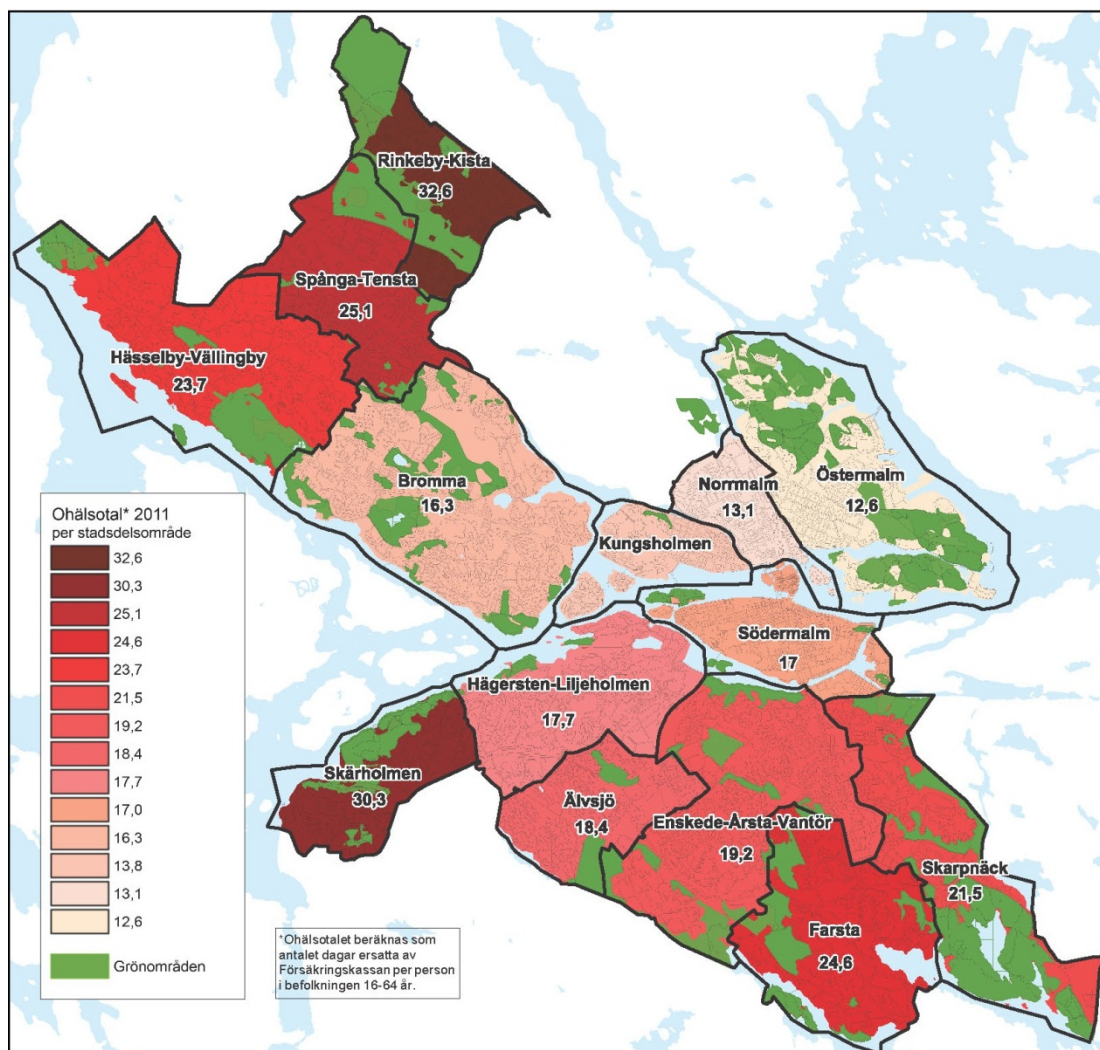 Rinkeby-Kista
32,6
Spånga-Tensta
25,1
Hässelby-Vällingby
23,7
Bromma
16,3
Norrmalm
13,1
Östermalm
12,6
Kungsholmen
Södermalm
17
Hägersten-Liljeholmen
17,7
Skärholmen
30,3
Älvsjö
18,4
Enskede-Årsta-Vantör
19,2
Skarpnäck
21,5
Farsta
24,6
Ohälsotal* 2011
per stadsdelsområde
32,6
30,3
25,1
24,6
23,7
21,5
19,2
18,4
17,7
17,0
16,3
13,8
13,1
12,6
Grönområden
*Ohälsotalet beräknas som
antalet dagar ersatta av
Försäkringskassan per person
i befolkningen 16-64 år.